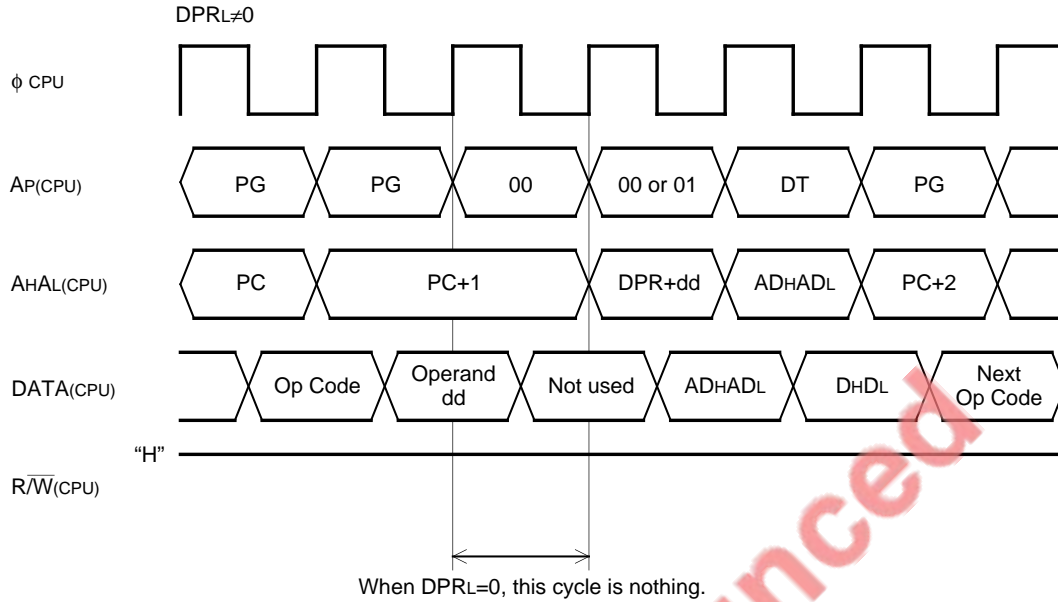 DPRL≠0
ϕ CPU
AP(CPU) PG PG 00 00 or 01 DT PG
AHAL(CPU) PC PC+1 DPR+dd ADHADL PC+2
DATA(CPU) Op Code Operand dd Not used ADHADL DHDL Next Op Code
"H"
R/W̅(CPU)
When DPRL=0, this cycle is nothing.